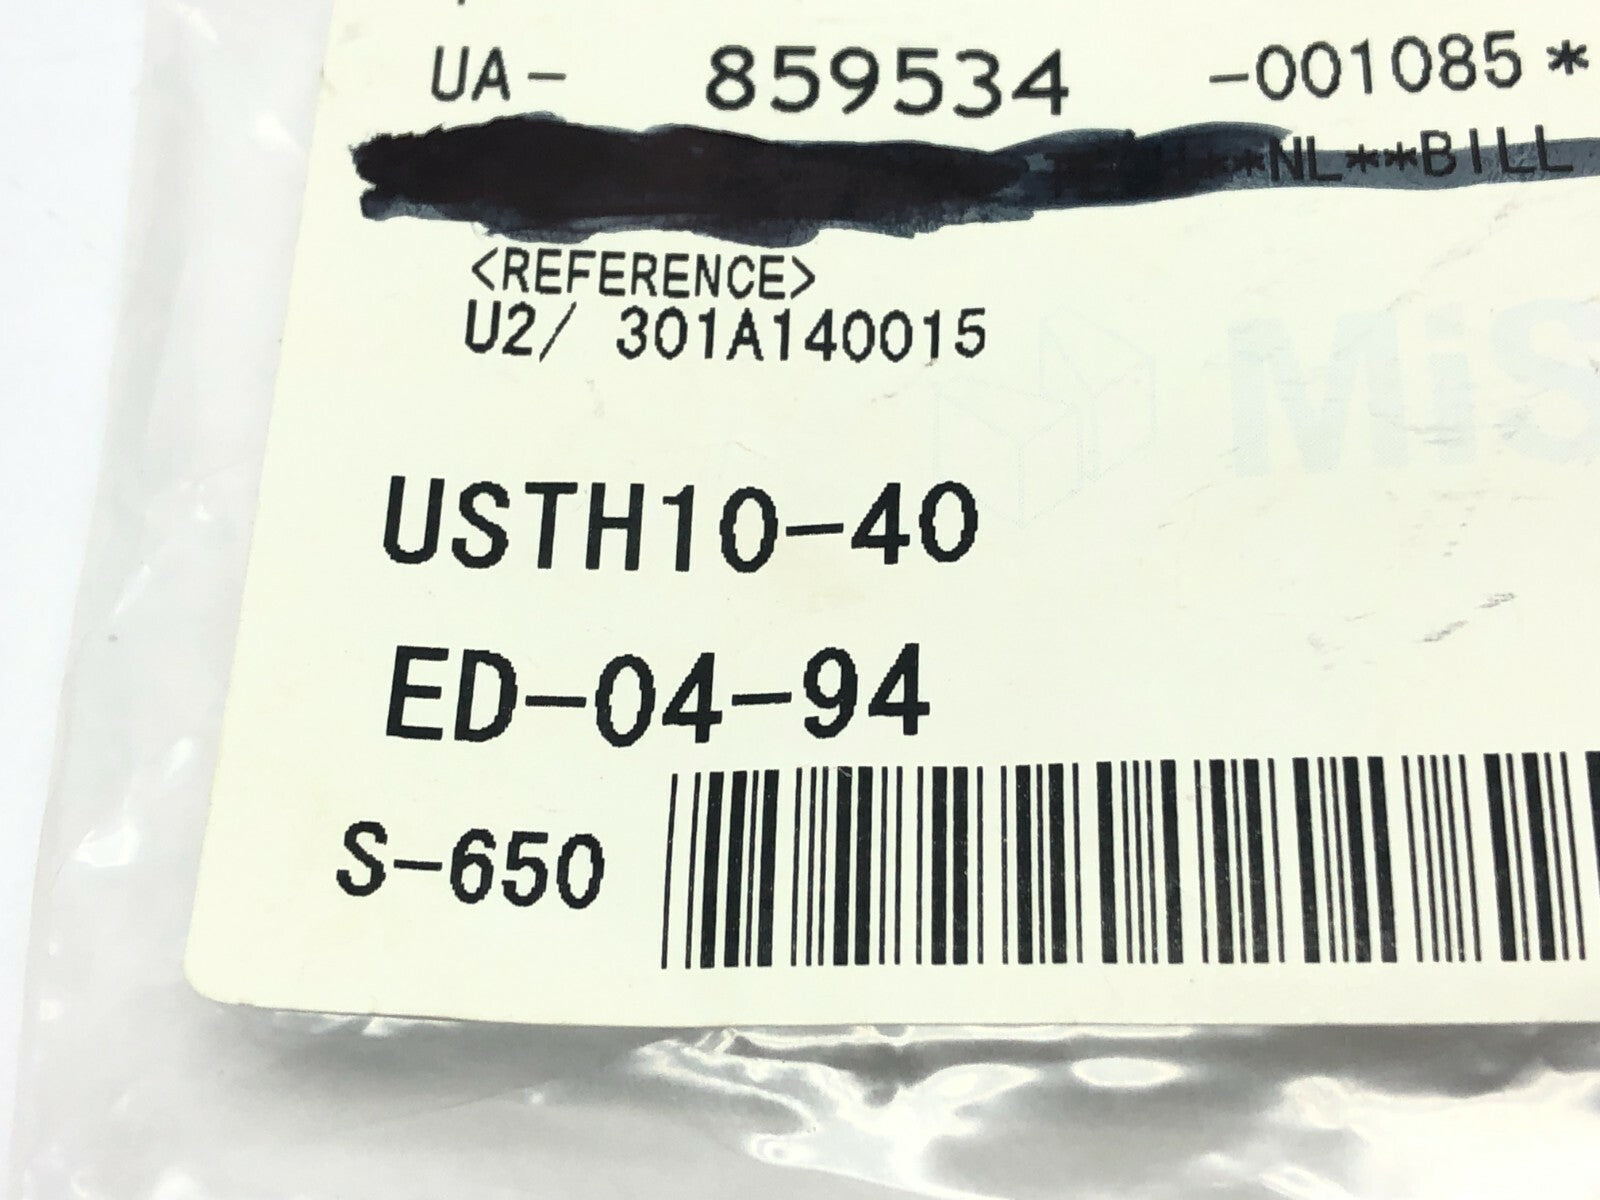 UA- 859534 -001085*
**NL**BILL
<REFERENCE>
U2/ 301A140015
USTH10-40
ED-04-94
S-650